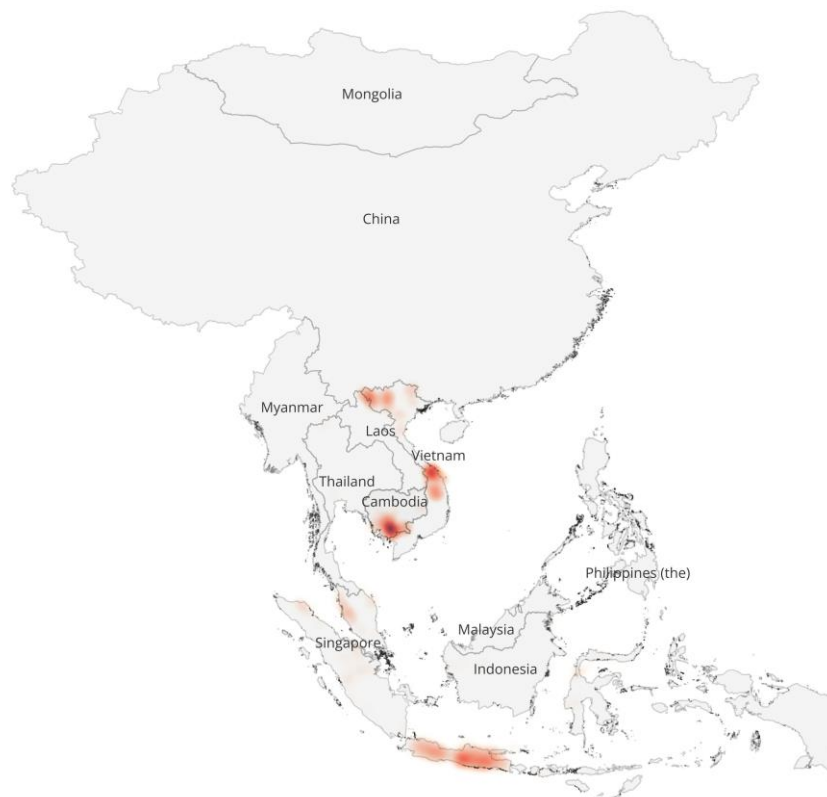 Mongolia
China
Myanmar
Laos
Vietnam
Thailand
Cambodia
Philippines (the)
Malaysia
Singapore
Indonesia